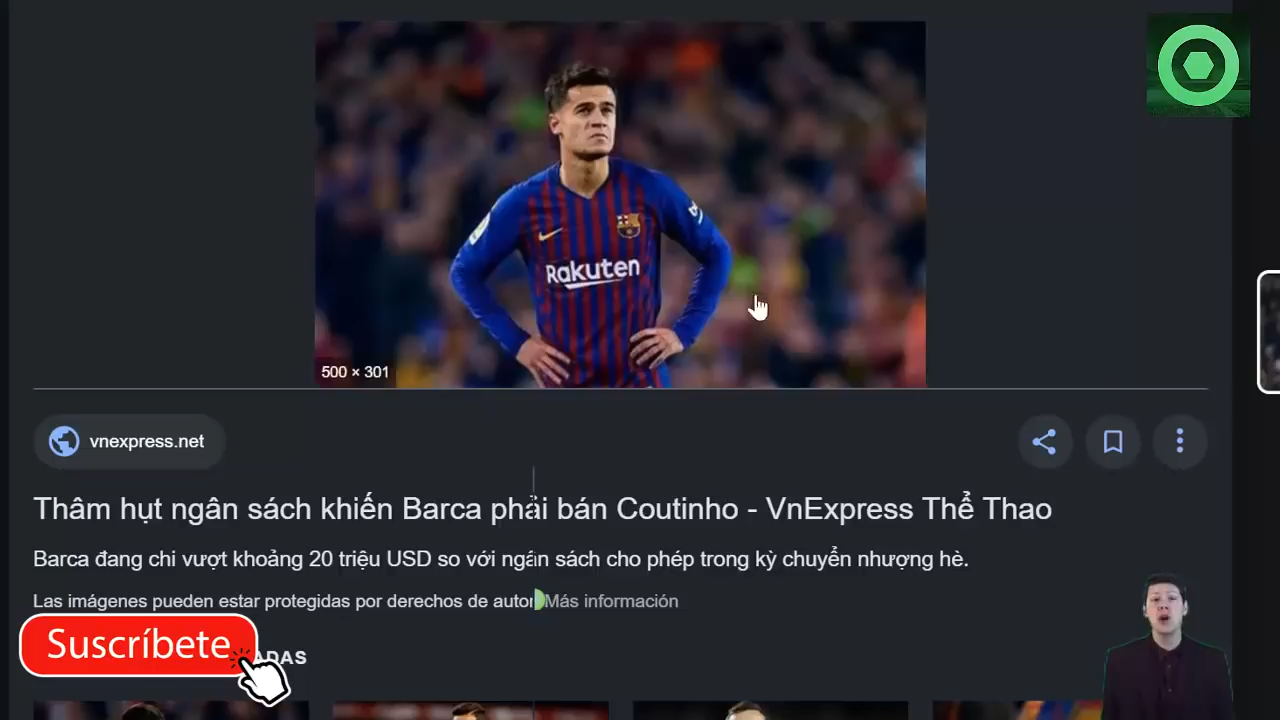 Rakuten
500 × 301
vnexpress.net
Thâm hụt ngân sách khiến Barca phải bán Coutinho - VnExpress Thể Thao
Barca đang chi vượt khoảng 20 triệu USD so với ngân sách cho phép trong kỳ chuyển nhượng hè.
Las imágenes pueden estar protegidas por derechos de autor Más información
Suscríbete
ADAS